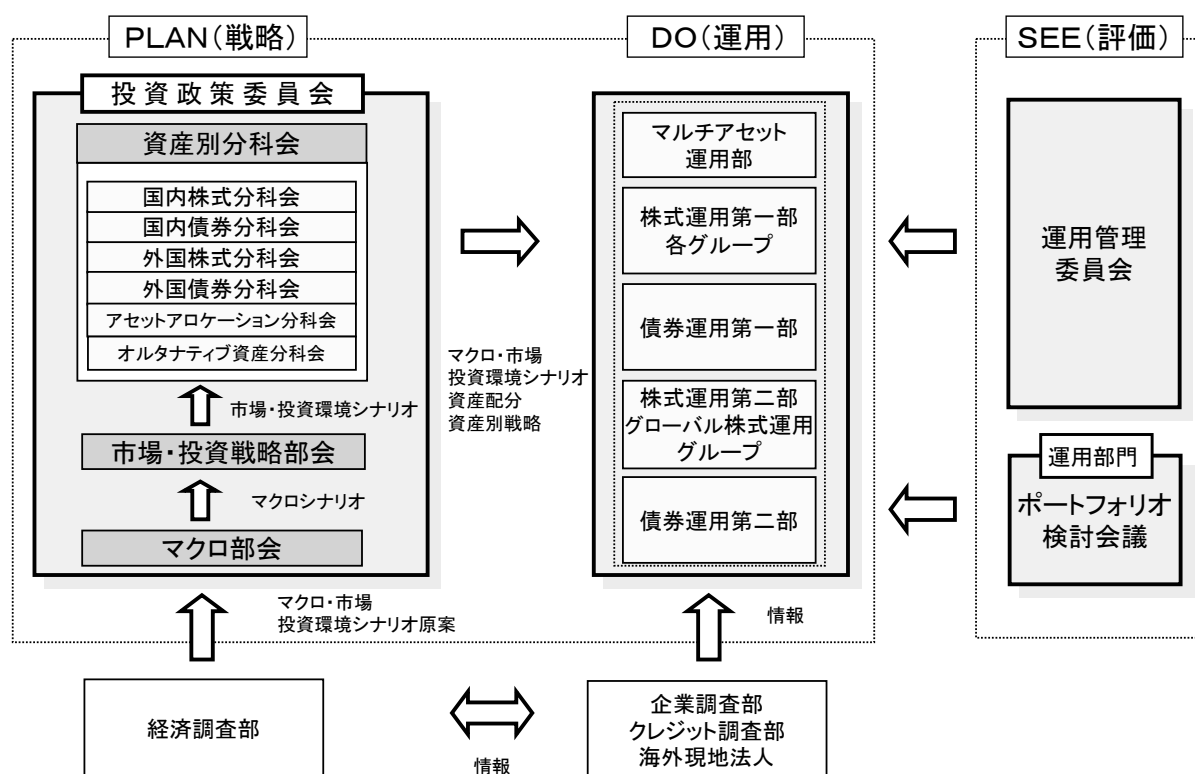 PLAN(戦略)
投資政策委員会
資産別分科会
国内株式分科会
国内債券分科会
外国株式分科会
外国債券分科会
アセットアロケーション分科会
オルタナティブ資産分科会
市場・投資環境シナリオ
市場・投資戦略部会
マクロシナリオ
マクロ部会
マクロ・市場
投資環境シナリオ原案
経済調査部
マクロ・市場
投資環境シナリオ
資産配分
資産別戦略
DO(運用)
マルチアセット
運用部
株式運用第一部
各グループ
債券運用第一部
株式運用第二部
グローバル株式運用
グループ
債券運用第二部
情報
企業調査部
クレジット調査部
海外現地法人
情報
SEE(評価)
運用管理
委員会
運用部門
ポートフォリオ
検討会議